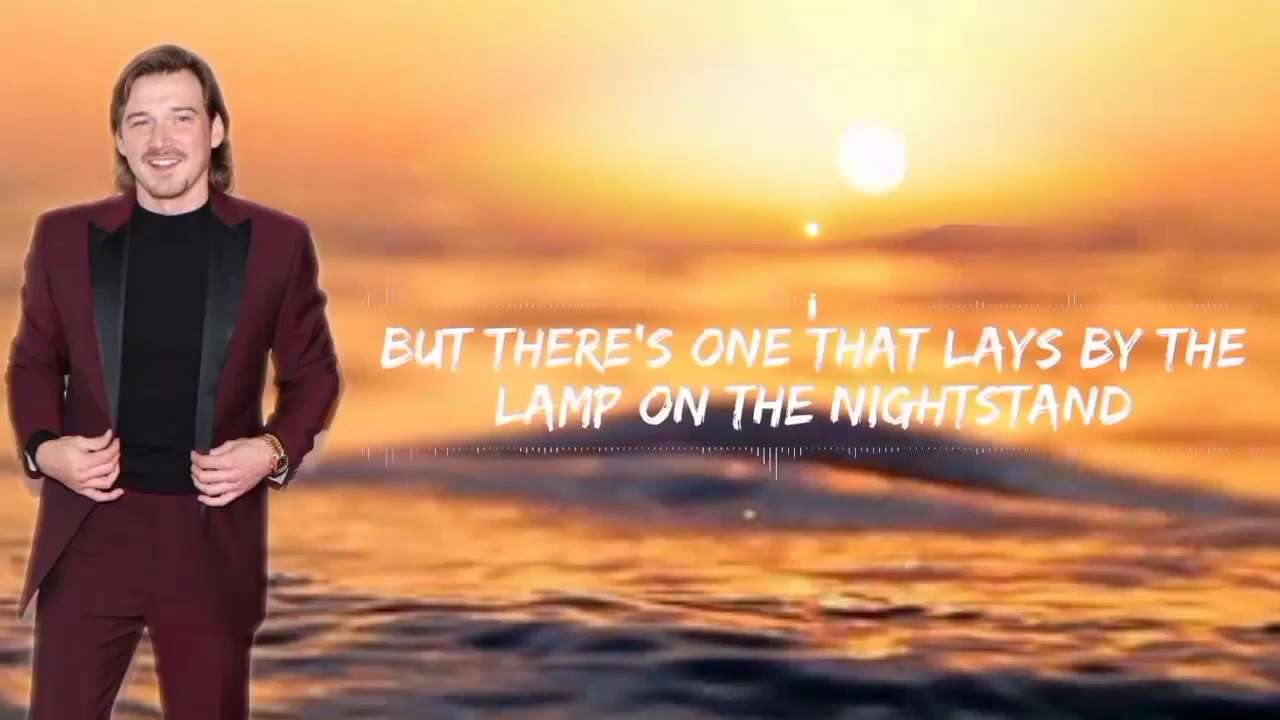 BUT THERE'S ONE THAT LAYS BY THE
LAMP ON THE NIGHTSTAND